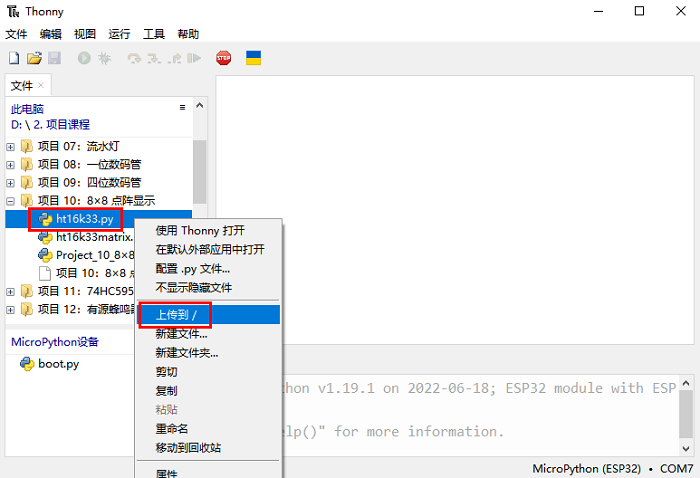 Thonny
文件 编辑 视图 运行 工具 帮助
STOP
文件
此电脑
D: \ 2. 项目课程
项目 07：流水灯
项目 08：一位数码管
项目 09：四位数码管
项目 10：8×8 点阵显示
ht16k33.py
ht16k33matrix.
Project_10_8×8
项目 10：8×8 点
项目 11：74HC595
项目 12：有源蜂鸣器
使用 Thonny 打开
在默认外部应用中打开
配置 .py 文件...
不显示隐藏文件
上传到 /
新建文件...
新建文件夹...
剪切
复制
粘贴
重命名
移动到回收站
属性
MicroPython设备
boot.py
thon v1.19.1 on 2022-06-18; ESP32 module with ESP
elp()" for more information.
MicroPython (ESP32) • COM7